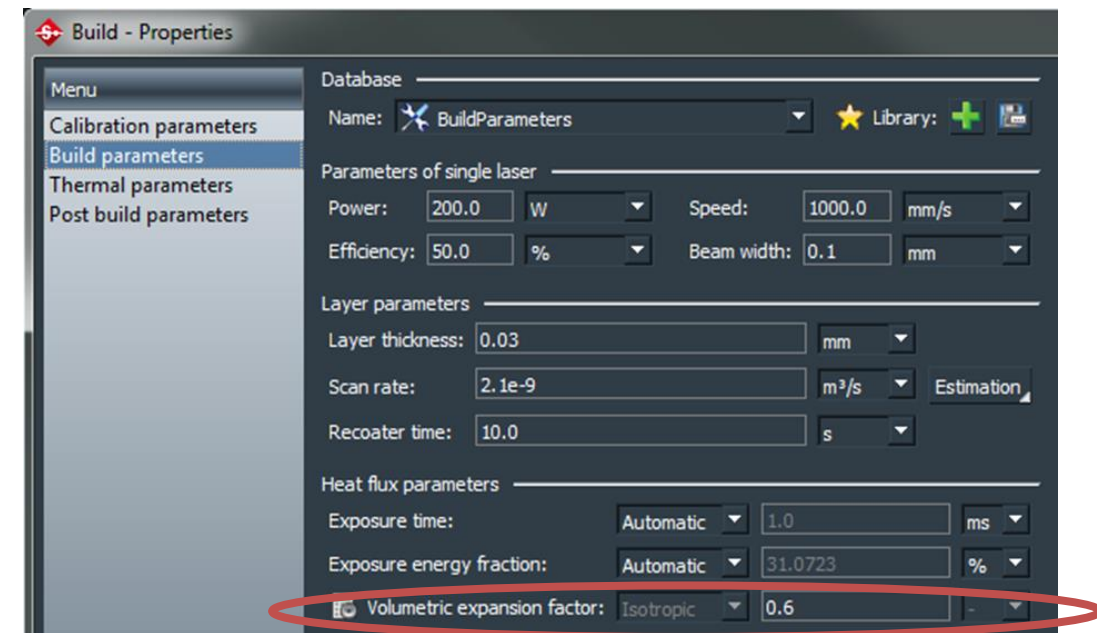 Build - Properties
Menu
Calibration parameters
Build parameters
Thermal parameters
Post build parameters
Database
Name: BuildParameters Library:
Parameters of single laser
Power: 200.0 W Speed: 1000.0 mm/s
Efficiency: 50.0 % Beam width: 0.1 mm
Layer parameters
Layer thickness: 0.03 mm
Scan rate: 2.1e-9 m³/s Estimation
Recoater time: 10.0 s
Heat flux parameters
Exposure time: Automatic 1.0 ms
Exposure energy fraction: Automatic 31.0723 %
Volumetric expansion factor: Isotropic 0.6 -